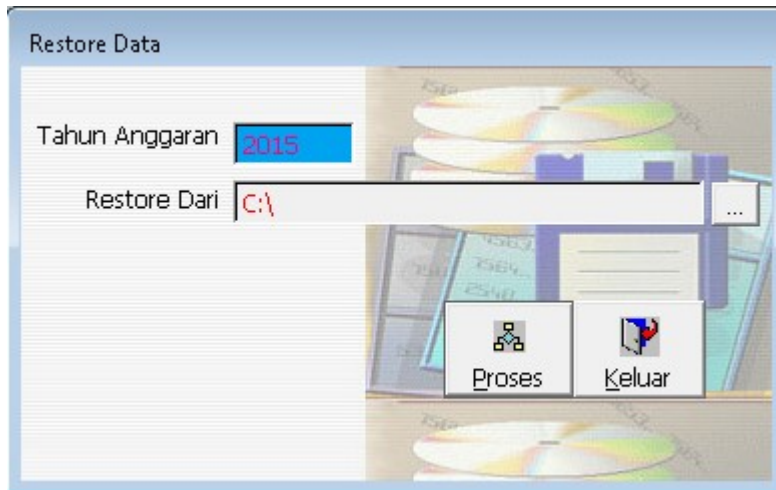 Restore Data
Tahun Anggaran 2015
Restore Dari C:\ ...
Proses Keluar